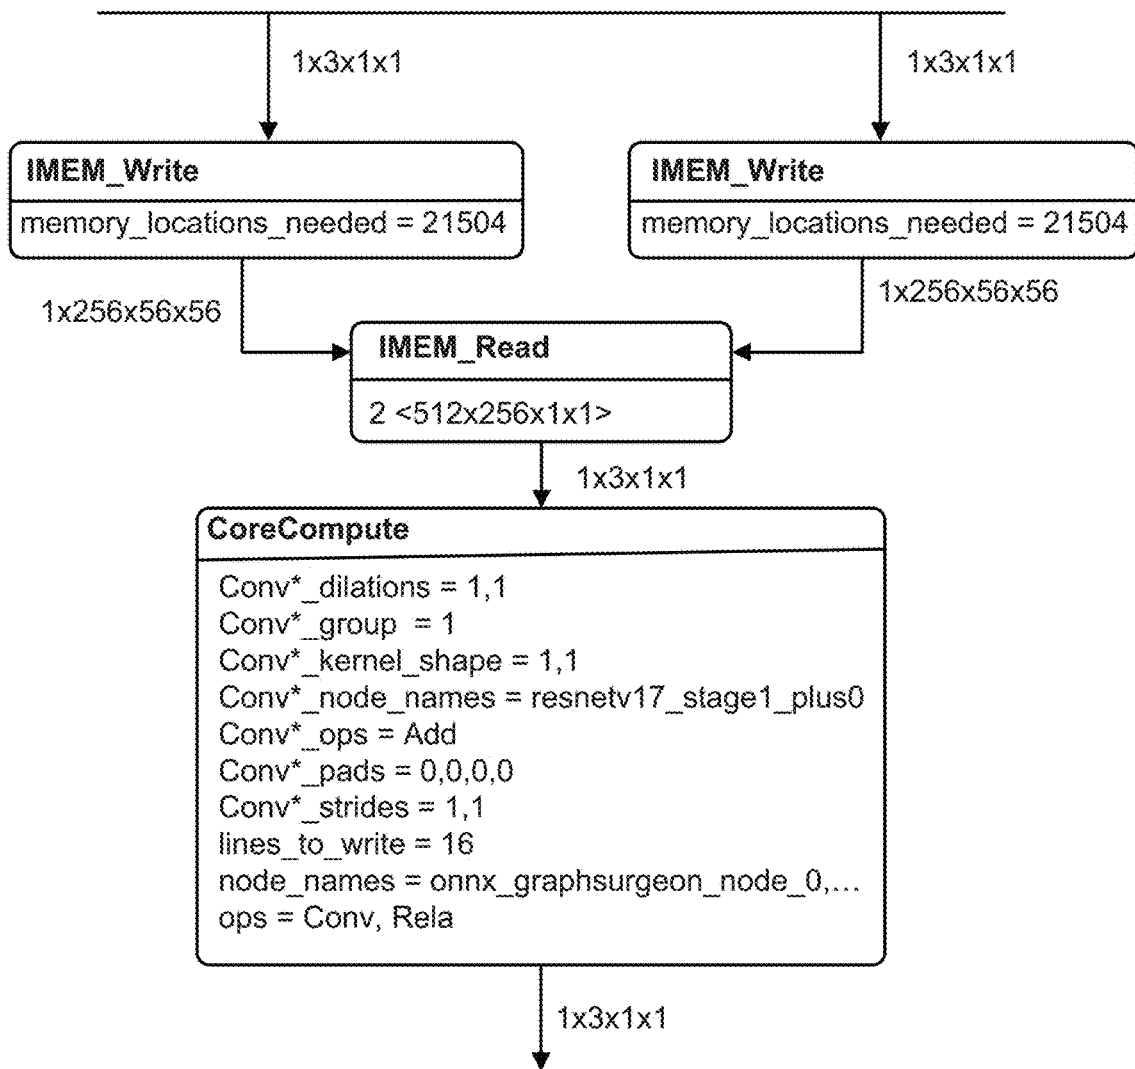 1x3x1x1
1x3x1x1
IMEM_Write
memory_locations_needed = 21504
IMEM_Write
memory_locations_needed = 21504
1x256x56x56
1x256x56x56
IMEM_Read
2 <512x256x1x1>
1x3x1x1
CoreCompute
Conv*_dilations = 1,1
Conv*_group = 1
Conv*_kernel_shape = 1,1
Conv*_node_names = resnetv17_stage1_plus0
Conv*_ops = Add
Conv*_pads = 0,0,0,0
Conv*_strides = 1,1
lines_to_write = 16
node_names = onnx_graphsurgeon_node_0,...
ops = Conv, Rela
1x3x1x1